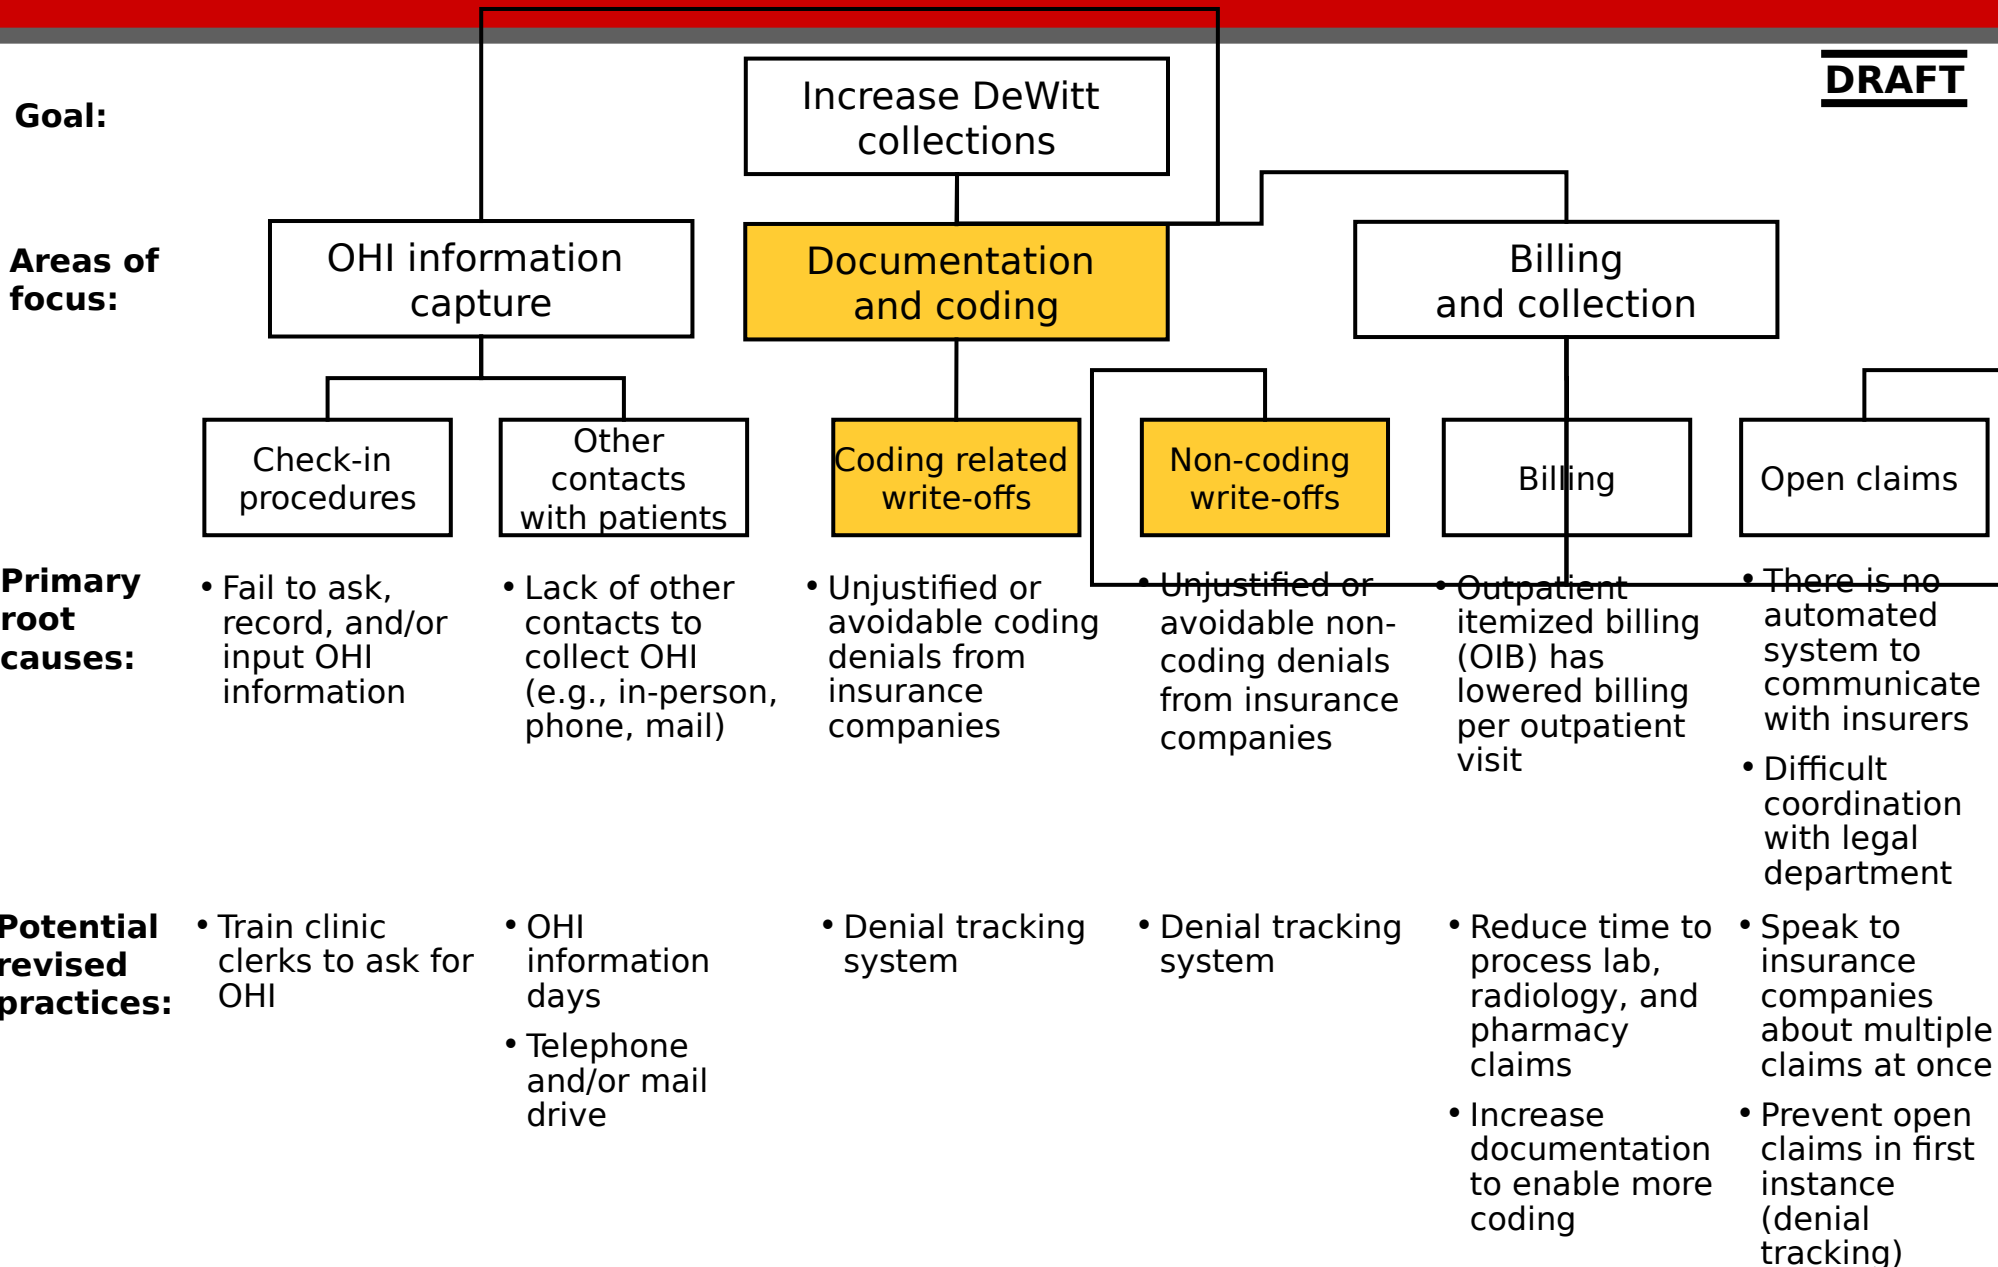 DRAFT
Goal:
Increase DeWitt
collections
Areas of
focus:
OHI information
capture
Documentation
and coding
Billing
and collection
Check-in
procedures
Other
contacts
with patients
Coding related
write-offs
Non-coding
write-offs
Billing
Open claims
Primary
root
causes:
• Fail to ask,
record, and/or
input OHI
information
• Lack of other
contacts to
collect OHI
(e.g., in-person,
phone, mail)
• Unjustified or
avoidable coding
denials from
insurance
companies
• Unjustified or
avoidable non-
coding denials
from insurance
companies
• Outpatient
itemized billing
(OIB) has
lowered billing
per outpatient
visit
• There is no
automated
system to
communicate
with insurers
• Difficult
coordination
with legal
department
Potential
revised
practices:
• Train clinic
clerks to ask for
OHI
• OHI
information
days
• Telephone
and/or mail
drive
• Denial tracking
system
• Denial tracking
system
• Reduce time to
process lab,
radiology, and
pharmacy
claims
• Increase
documentation
to enable more
coding
• Speak to
insurance
companies
about multiple
claims at once
• Prevent open
claims in first
instance
(denial
tracking)